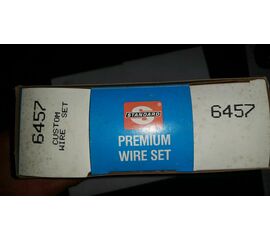 6457
CUSTOM
WIRE SET
STANDARD
PREMIUM
WIRE SET
6457